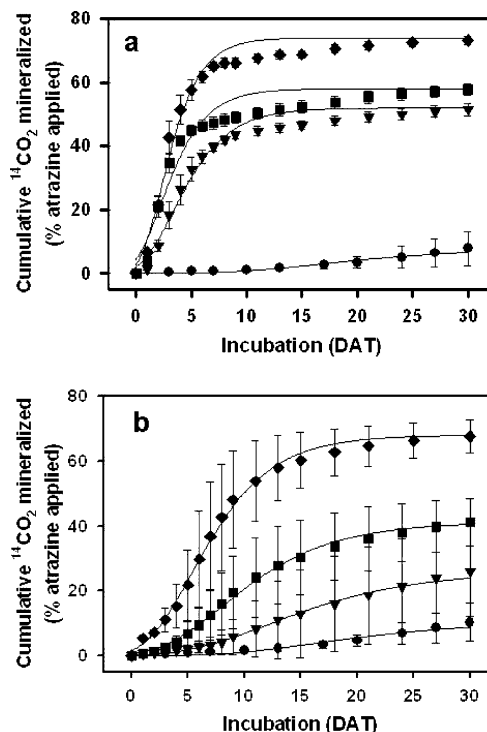 a
Cumulative ¹⁴CO₂ mineralized
(% atrazine applied)
80
60
40
20
0
0 5 10 15 20 25 30
Incubation (DAT)
b
Cumulative ¹⁴CO₂ mineralized
(% atrazine applied)
80
60
40
20
0
0 5 10 15 20 25 30
Incubation (DAT)